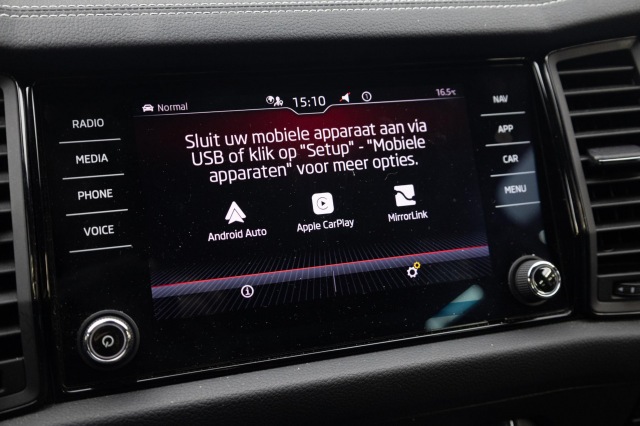 Normal
15:10
16.5℃
RADIO
MEDIA
PHONE
VOICE
Sluit uw mobiele apparaat aan via
USB of klik op "Setup" - "Mobiele
apparaten" voor meer opties.
Android Auto
Apple CarPlay
MirrorLink
NAV
APP
CAR
MENU